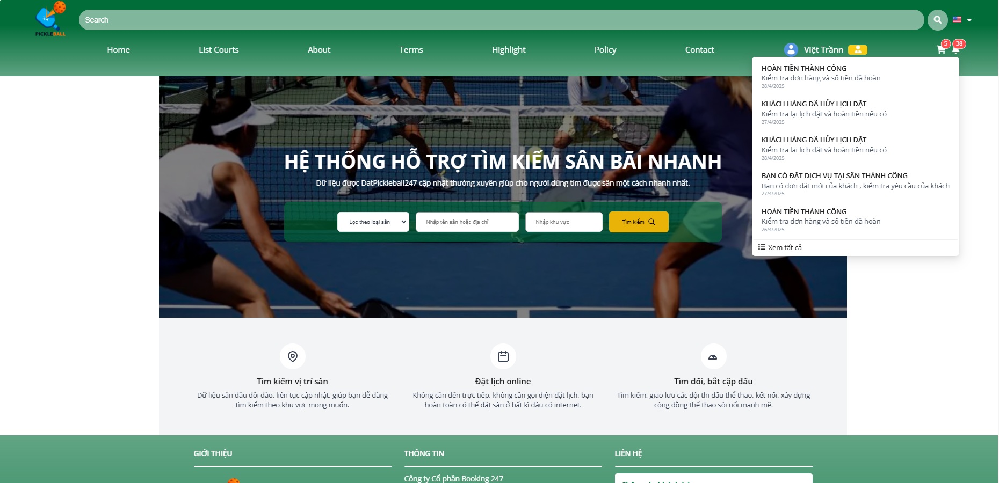 PICKLEBALL
Search
Home
List Courts
About
Terms
Highlight
Policy
Contact
Việt Trầnn
5
38
HOÀN TIỀN THÀNH CÔNG
Kiểm tra đơn hàng và số tiền đã hoàn
28/4/2025
KHÁCH HÀNG ĐÃ HỦY LỊCH ĐẶT
Kiểm tra lại lịch đặt và hoàn tiền nếu có
27/4/2025
KHÁCH HÀNG ĐÃ HỦY LỊCH ĐẶT
Kiểm tra lại lịch đặt và hoàn tiền nếu có
28/4/2025
BẠN CÓ ĐẶT DỊCH VỤ TẠI SÂN THÀNH CÔNG
Bạn có đơn đặt mới của khách , kiểm tra yêu cầu của khách
27/4/2025
HOÀN TIỀN THÀNH CÔNG
Kiểm tra đơn hàng và số tiền đã hoàn
26/4/2025
Xem tất cả
HỆ THỐNG HỖ TRỢ TÌM KIẾM SÂN BÃI NHANH
Dữ liệu được DatPickleball247 cập nhật thường xuyên giúp cho người dùng tìm được sân một cách nhanh nhất.
Lọc theo loại sân
Nhập tên sân hoặc địa chỉ
Nhập khu vực
Tìm kiếm
Tìm kiếm vị trí sân
Dữ liệu sân đầu dồi dào, liên tục cập nhật, giúp bạn dễ dàng
tìm kiếm theo khu vực mong muốn.
Đặt lịch online
Không cần đến trực tiếp, không cần gọi điện đặt lịch, bạn
hoàn toàn có thể đặt sân ở bất kì đâu có internet.
Tìm đối, bắt cặp đấu
Tìm kiếm, giao lưu các đội thi đấu thể thao, kết nối, xây dựng
cộng đồng thể thao sôi nổi mạnh mẽ.
GIỚI THIỆU
THÔNG TIN
Công ty Cổ phần Booking 247
LIÊN HỆ